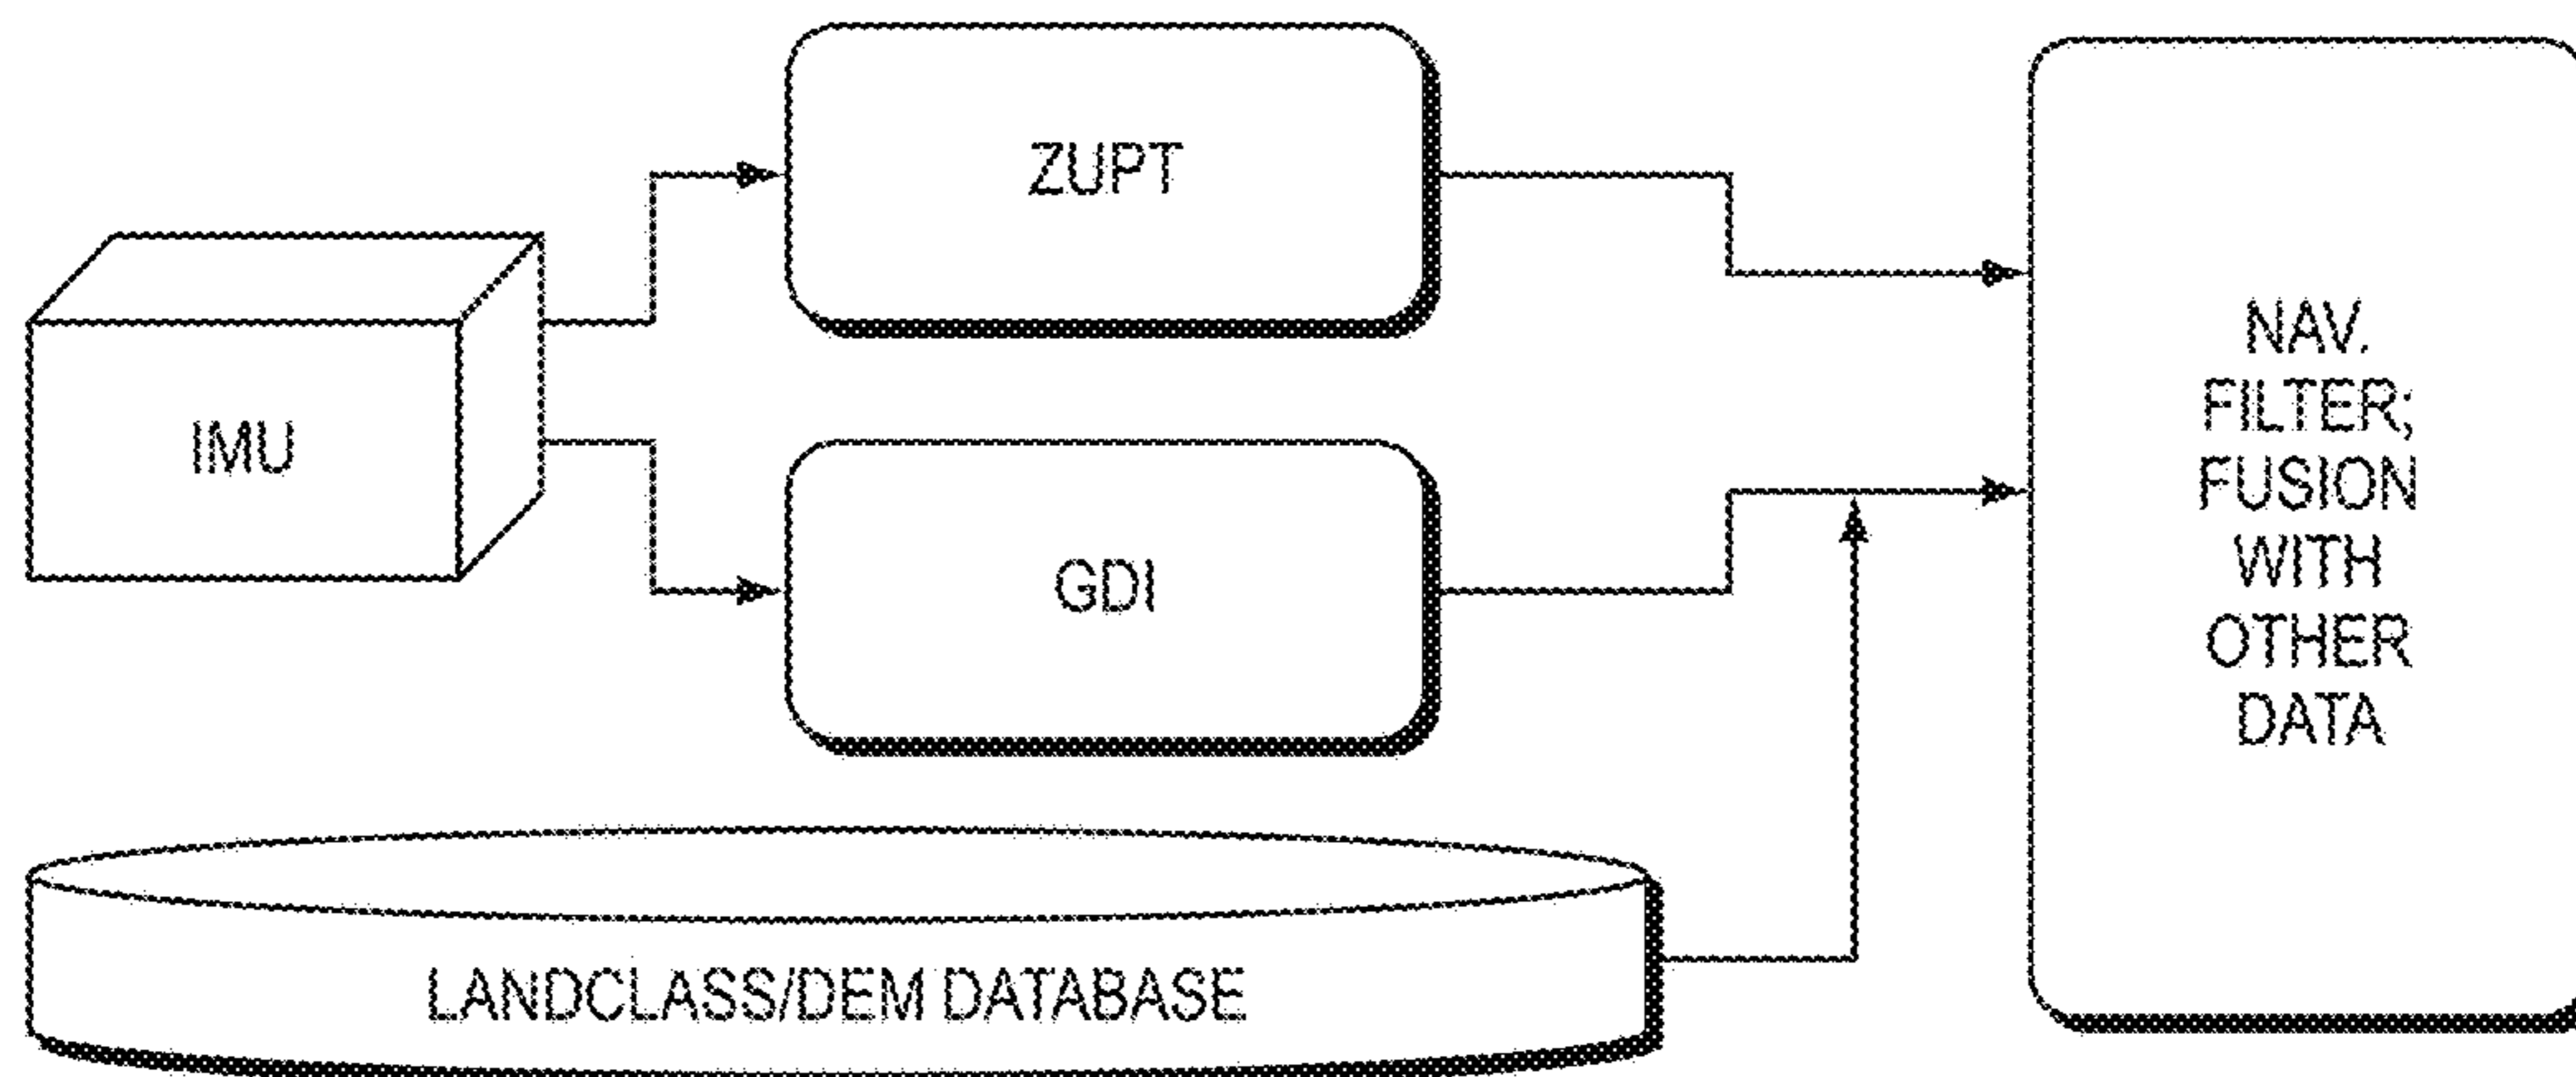 ZUPT
IMU
GDI
NAV.
FILTER;
FUSION
WITH
OTHER
DATA
LANDCLASS/DEM DATABASE